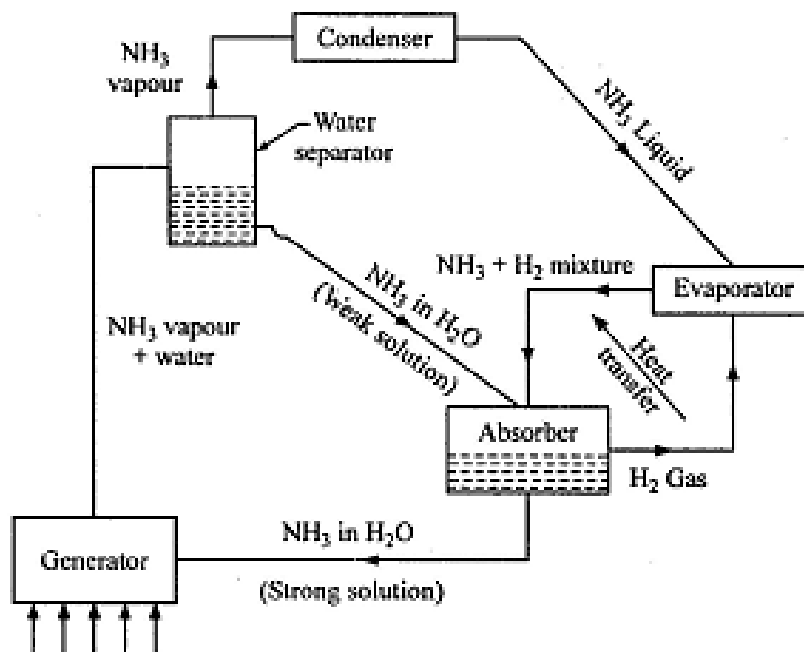 Condenser
NH3
vapour
Water
separator
NH3 Liquid
NH3 + H2 mixture
Evaporator
NH3 in H2O
(Weak solution)
Heat
transfer
NH3 vapour
+ water
Absorber
H2 Gas
NH3 in H2O
(Strong solution)
Generator